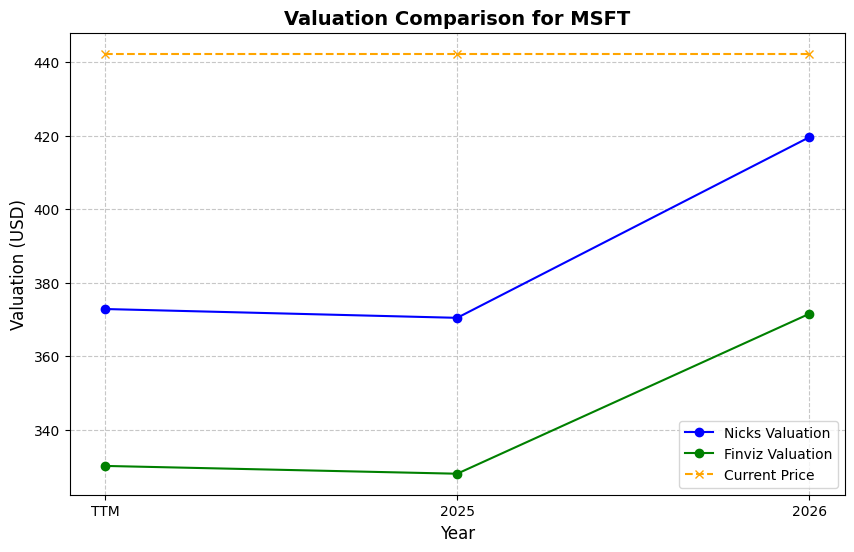 Valuation Comparison for MSFT
Valuation (USD)
440
420
400
380
360
340
TTM
2025
2026
Year
Nicks Valuation
Finviz Valuation
Current Price